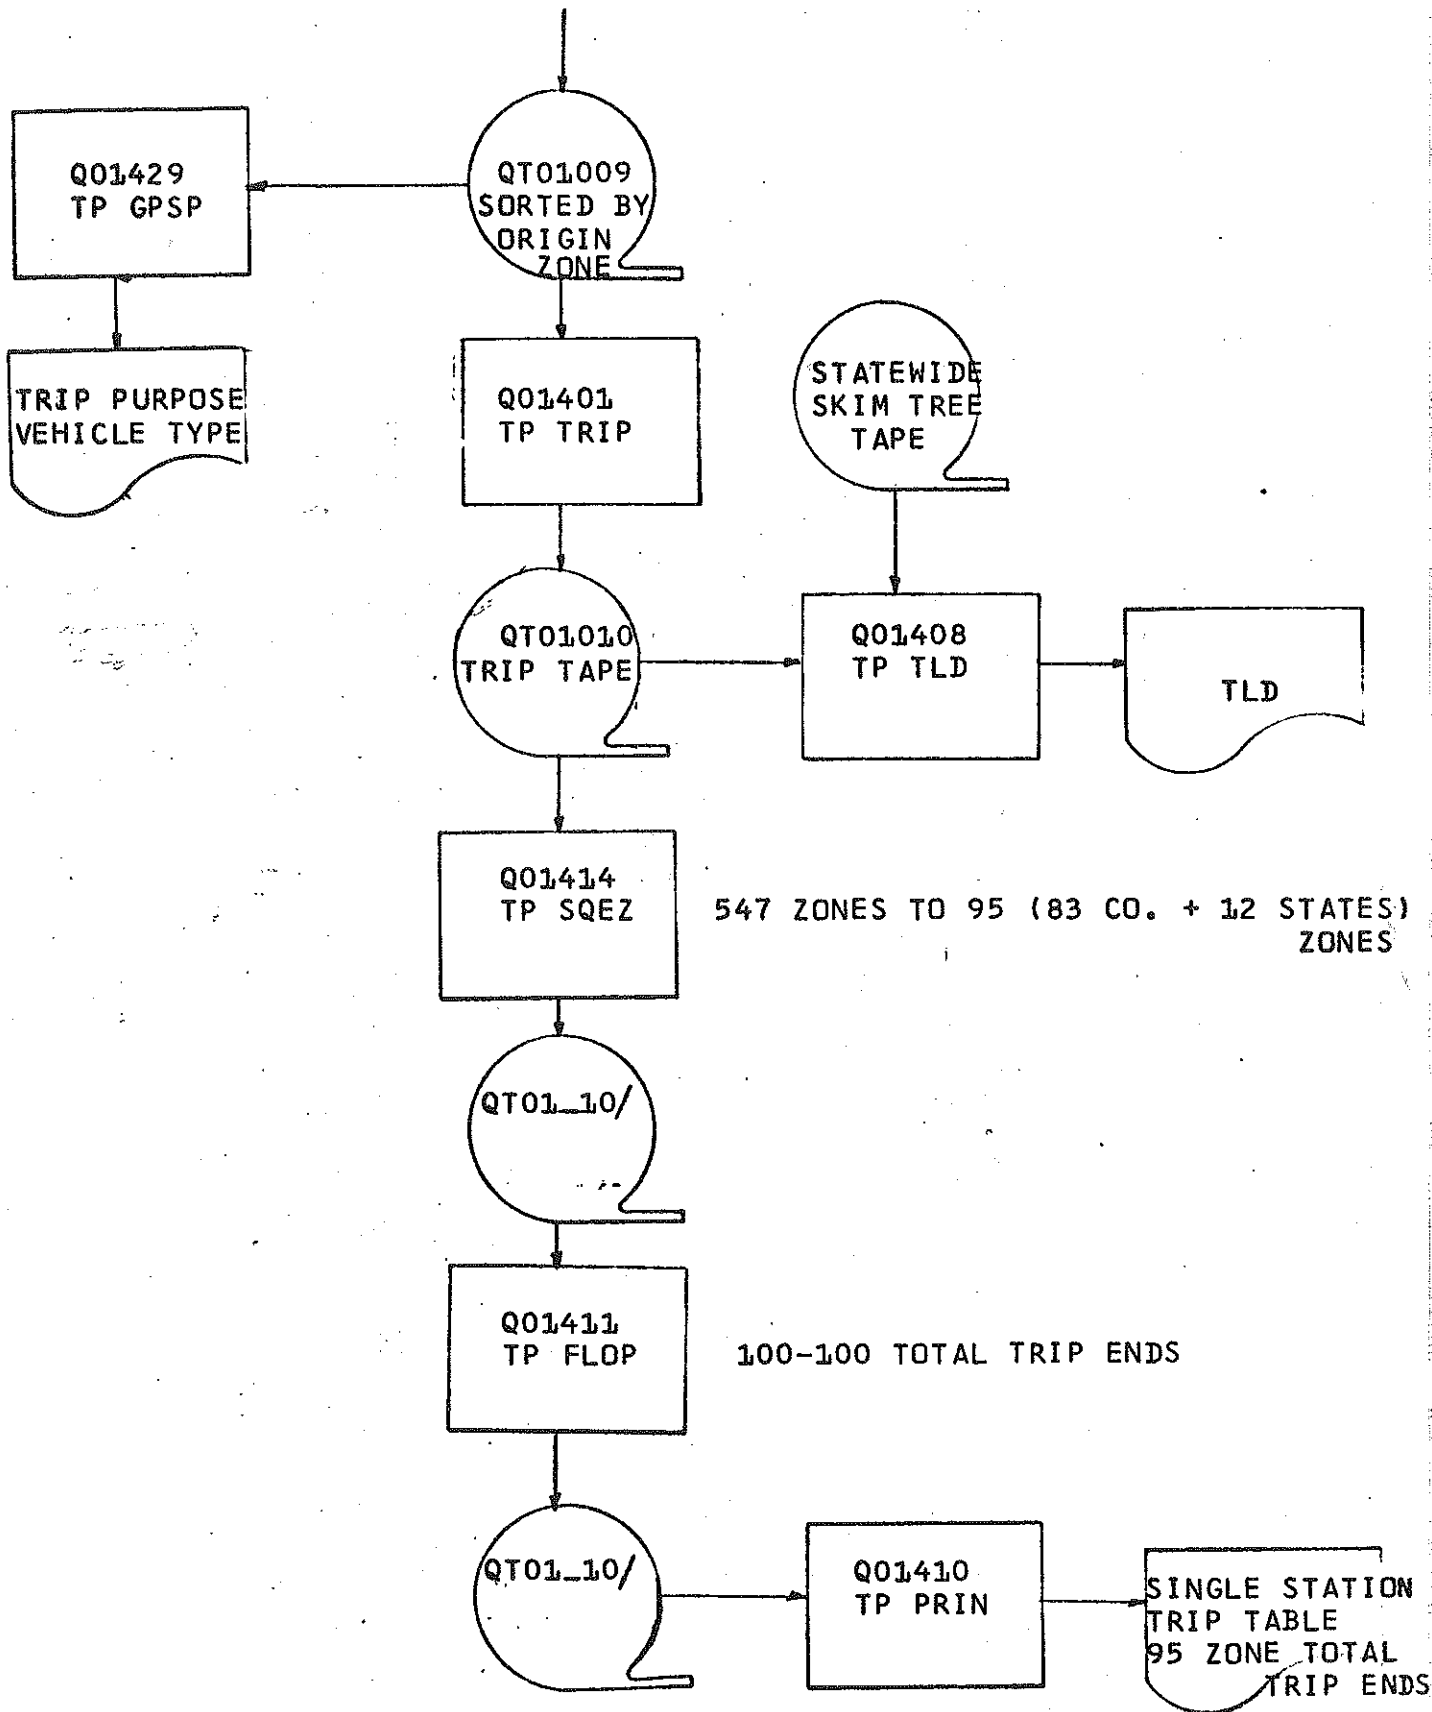 Q01429
TP GPSP
QT01009
SORTED BY
ORIGIN
ZONE
TRIP PURPOSE
VEHICLE TYPE
Q01401
TP TRIP
STATEWIDE
SKIM TREE
TAPE
QT01010
TRIP TAPE
Q01408
TP TLD
TLD
Q01414
TP SQEZ
547 ZONES TO 95 (83 CO. + 12 STATES)
ZONES
QT01_10/
Q01411
TP FLOP
100-100 TOTAL TRIP ENDS
QT01_10/
Q01410
TP PRIN
SINGLE STATION
TRIP TABLE
95 ZONE TOTAL
TRIP ENDS